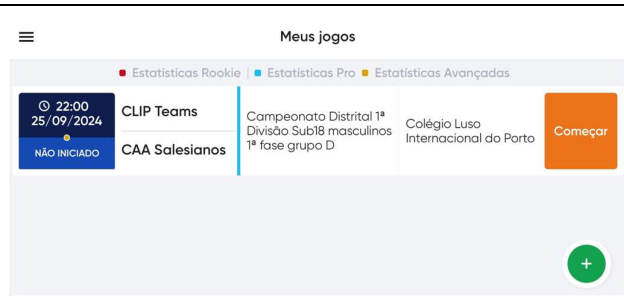 Meus jogos
Estatísticas Rookie
Estatísticas Pro
Estatísticas Avançadas
22:00
25/09/2024
NÃO INICIADO
CLIP Teams
CAA Salesianos
Campeonato Distrital 1ª
Divisão Sub18 masculinos
1ª fase grupo D
Colégio Luso
Internacional do Porto
Começar
+